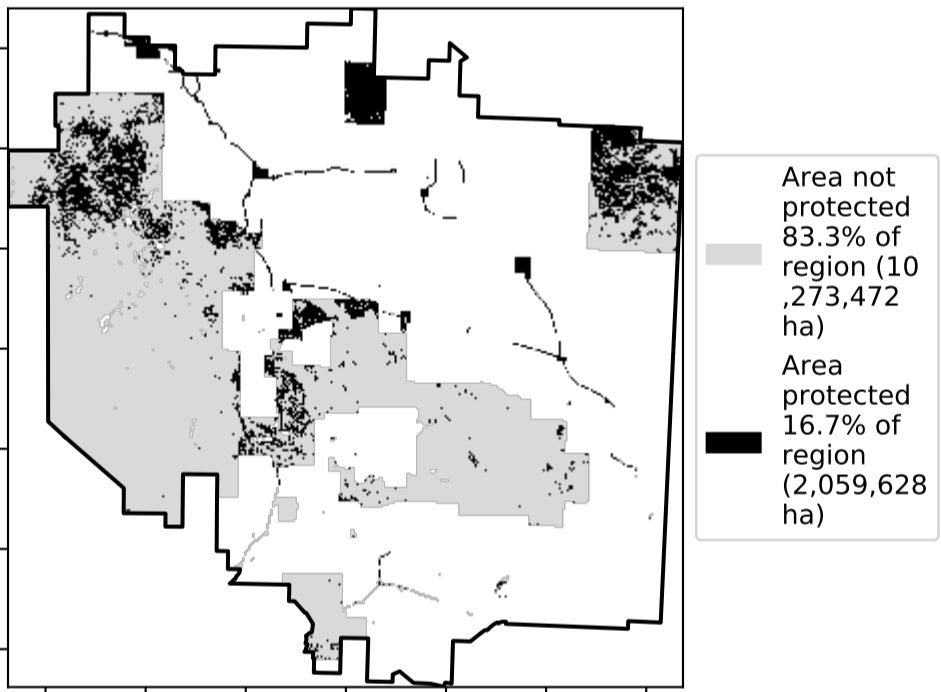 Area not
protected
83.3% of
region (10
,273,472
ha)
Area
protected
16.7% of
region
(2,059,628
ha)